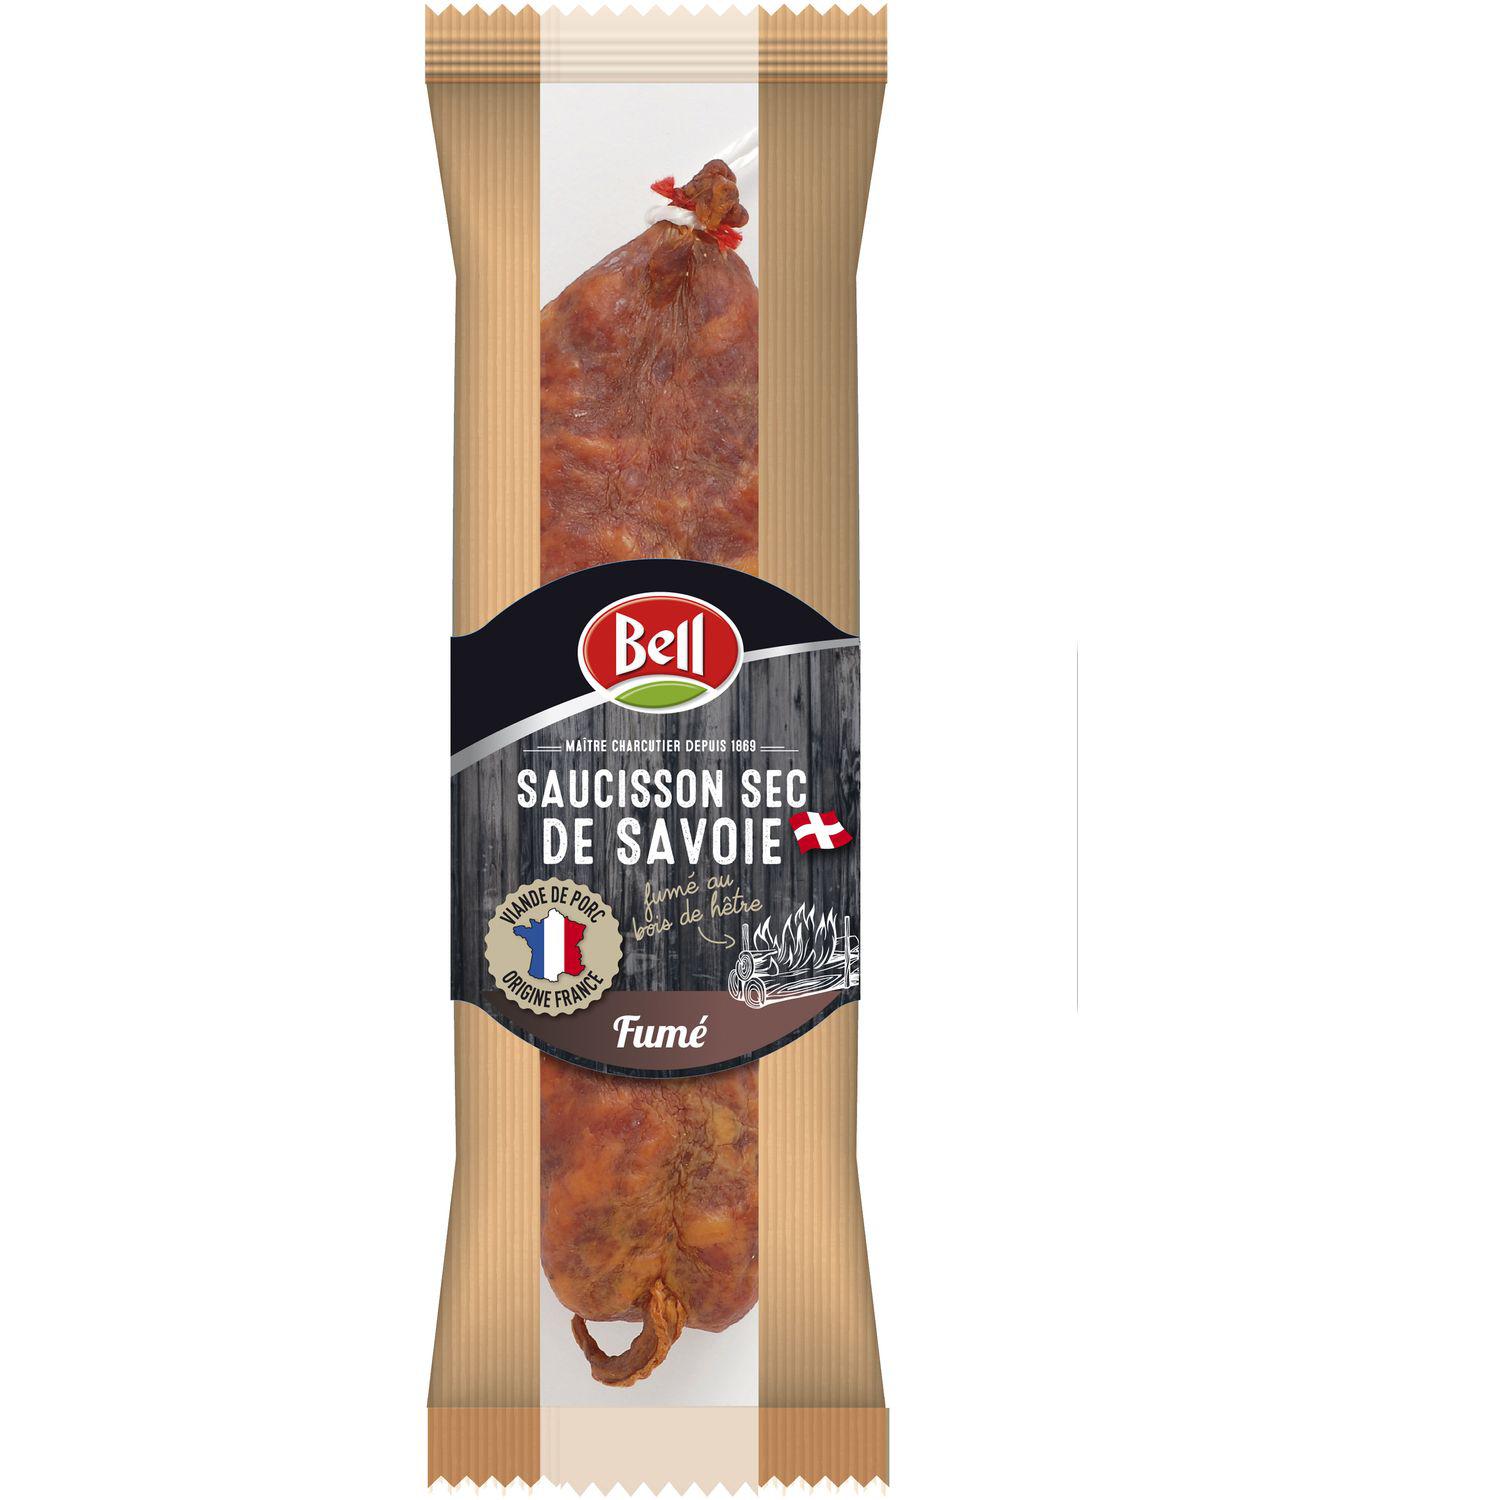 Bell
MAÎTRE CHARCUTIER DEPUIS 1869
SAUCISSON SEC
DE SAVOIE
fumé au
bois de hêtre
VIANDE DE PORC
ORIGINE FRANCE
Fumé